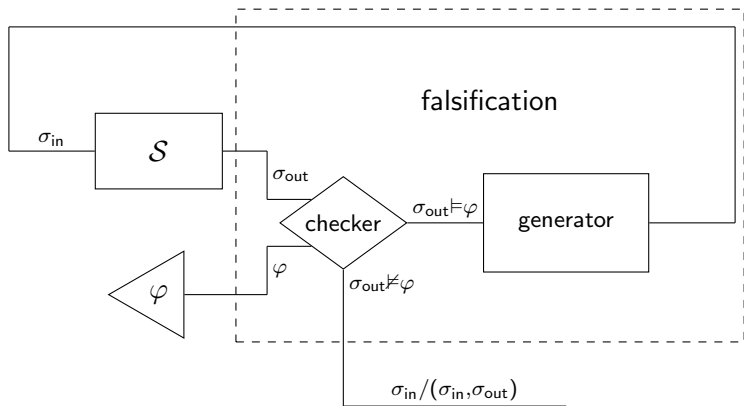 falsification
σin
𝒮
σout
checker
σout⊨φ
generator
φ
φ
σout⊭φ
σin/(σin,σout)